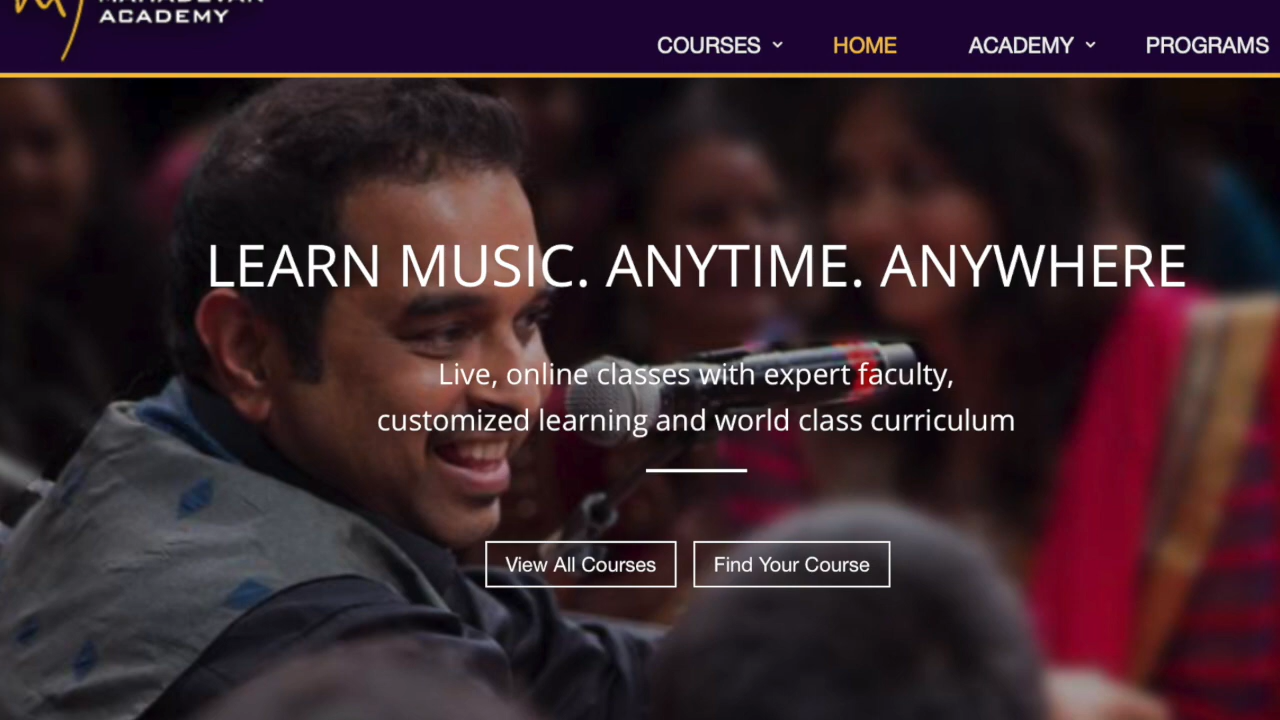 ACADEMY
COURSES HOME ACADEMY PROGRAMS
LEARN MUSIC. ANYTIME. ANYWHERE
Live, online classes with expert faculty,
customized learning and world class curriculum
View All Courses Find Your Course